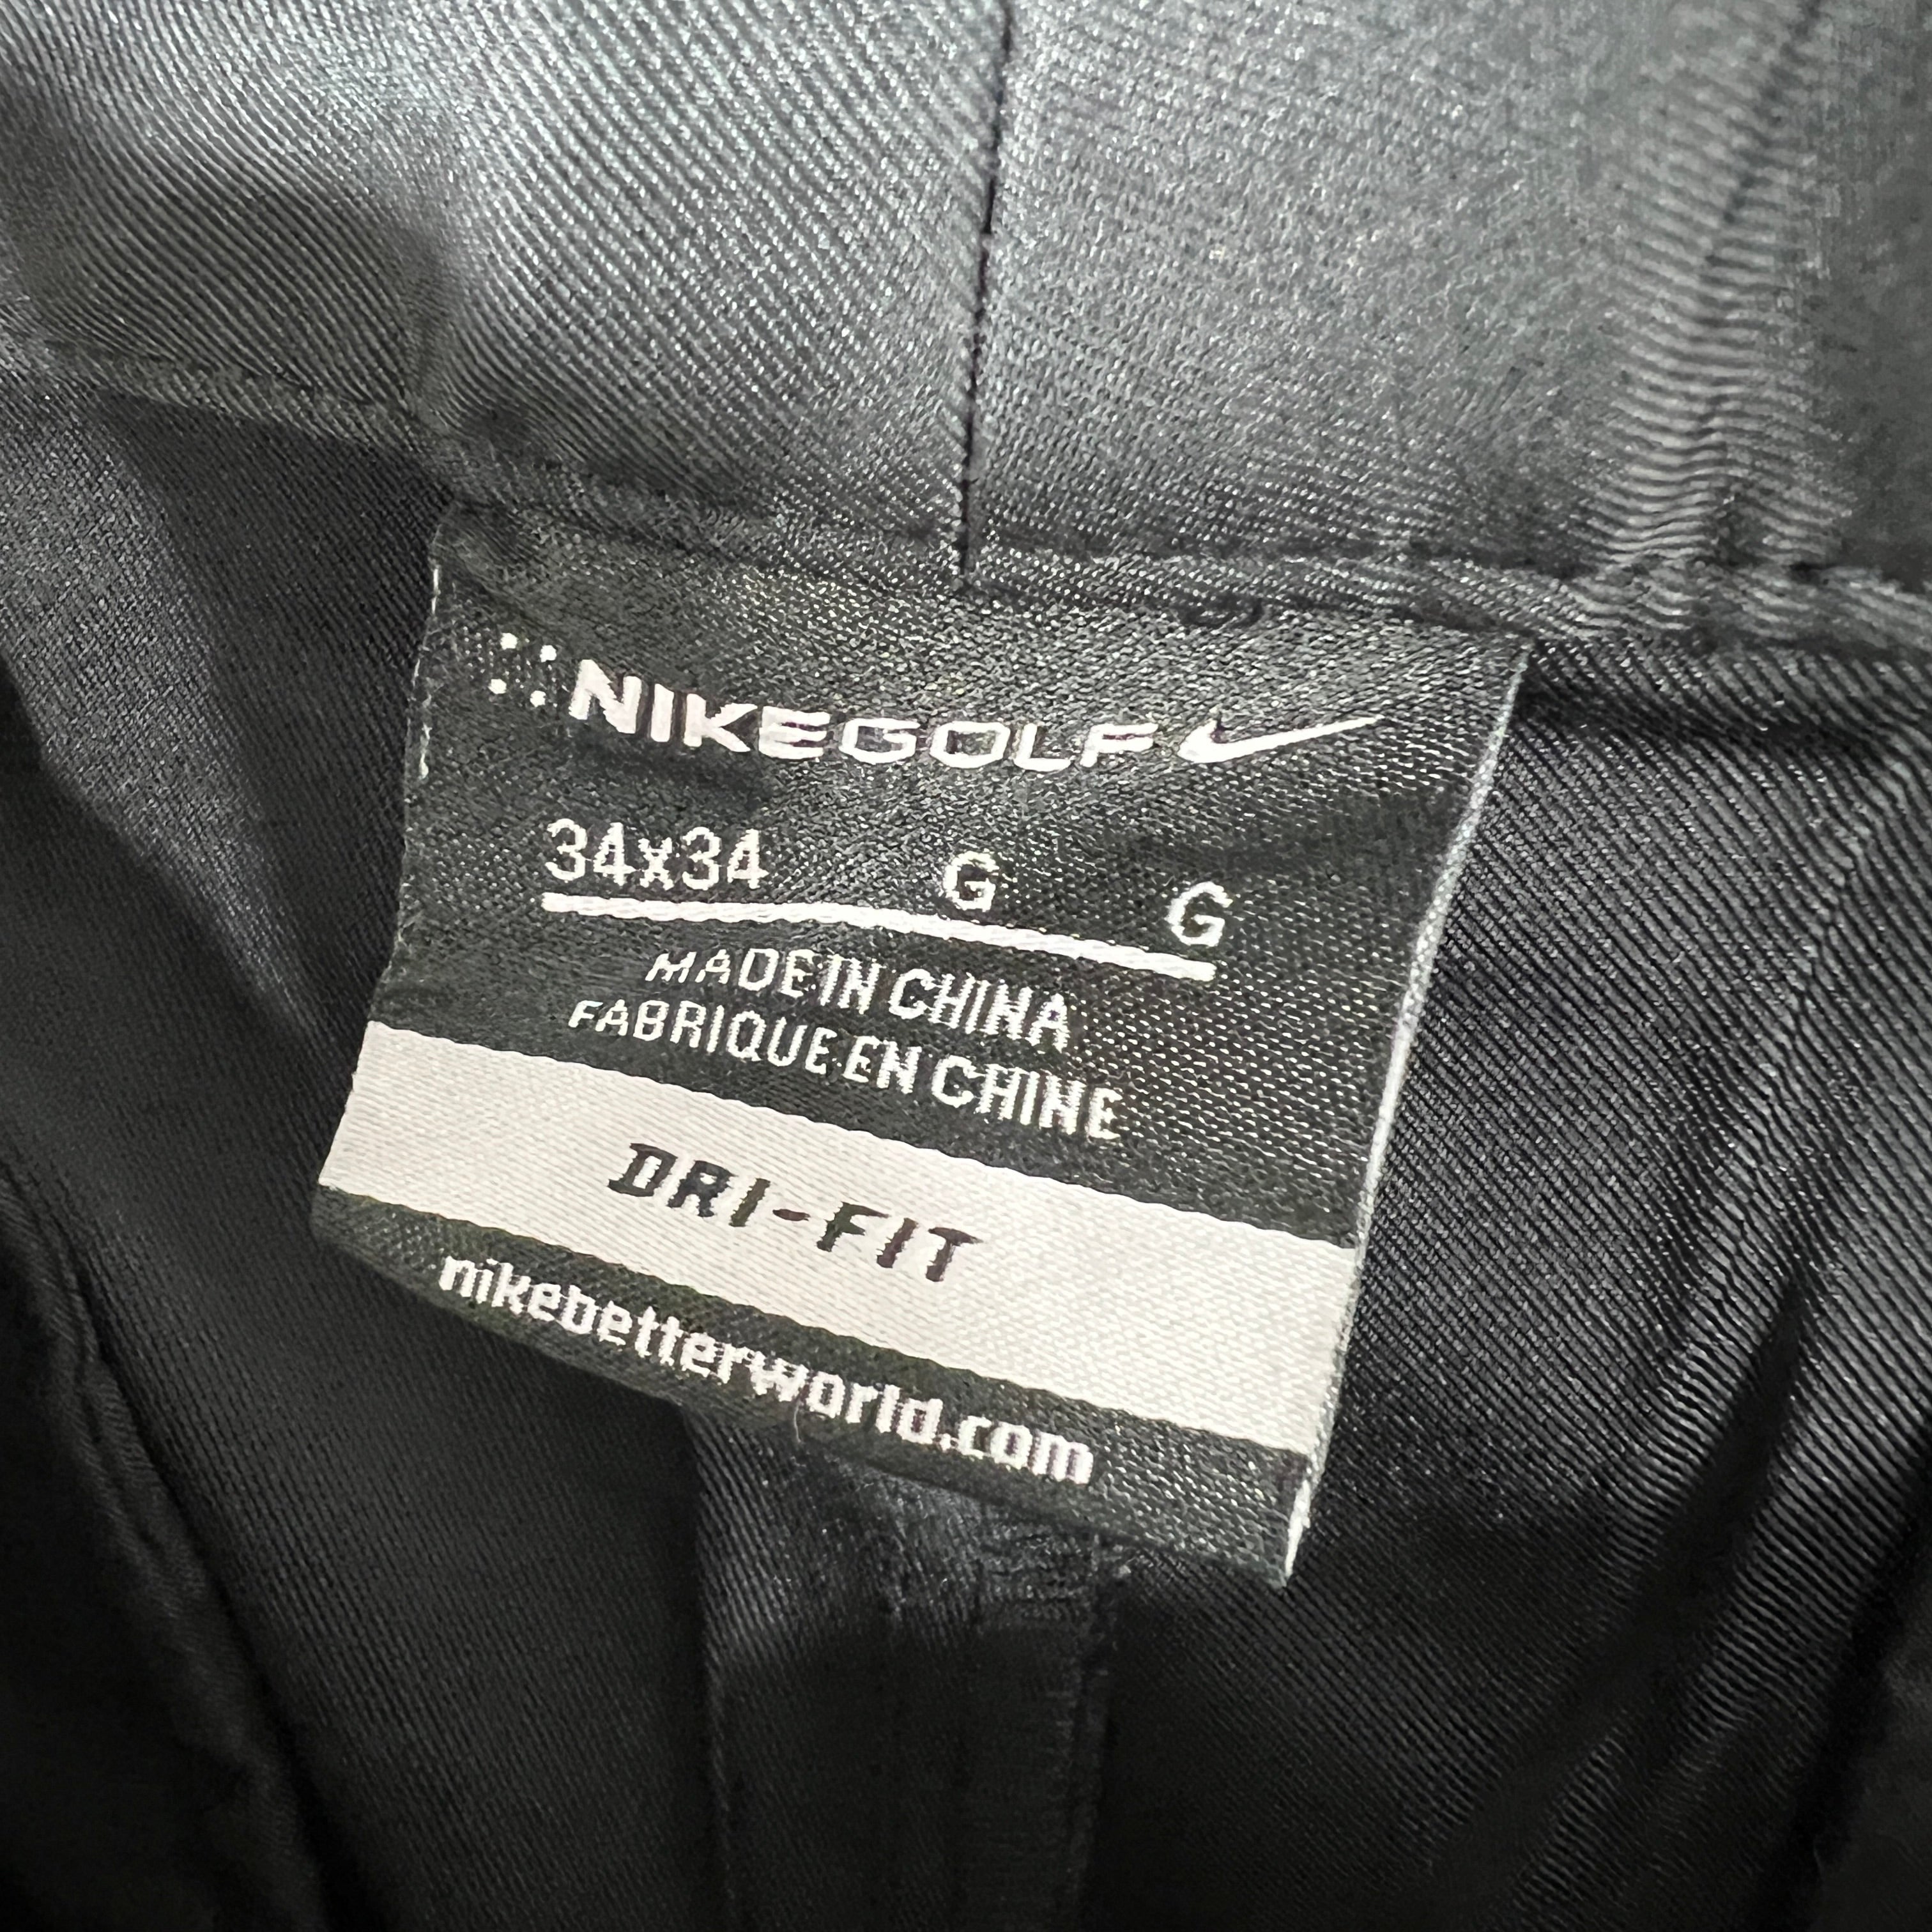 NIKEGOLF
34x34 G G
MADE IN CHINA
FABRIQUE EN CHINE
DRI-FIT
nikebetterworld.com